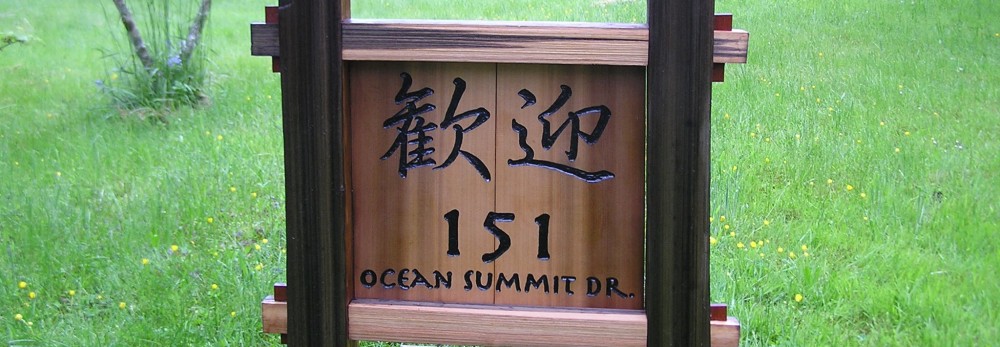 歓迎
151
OCEAN SUMMIT DR.